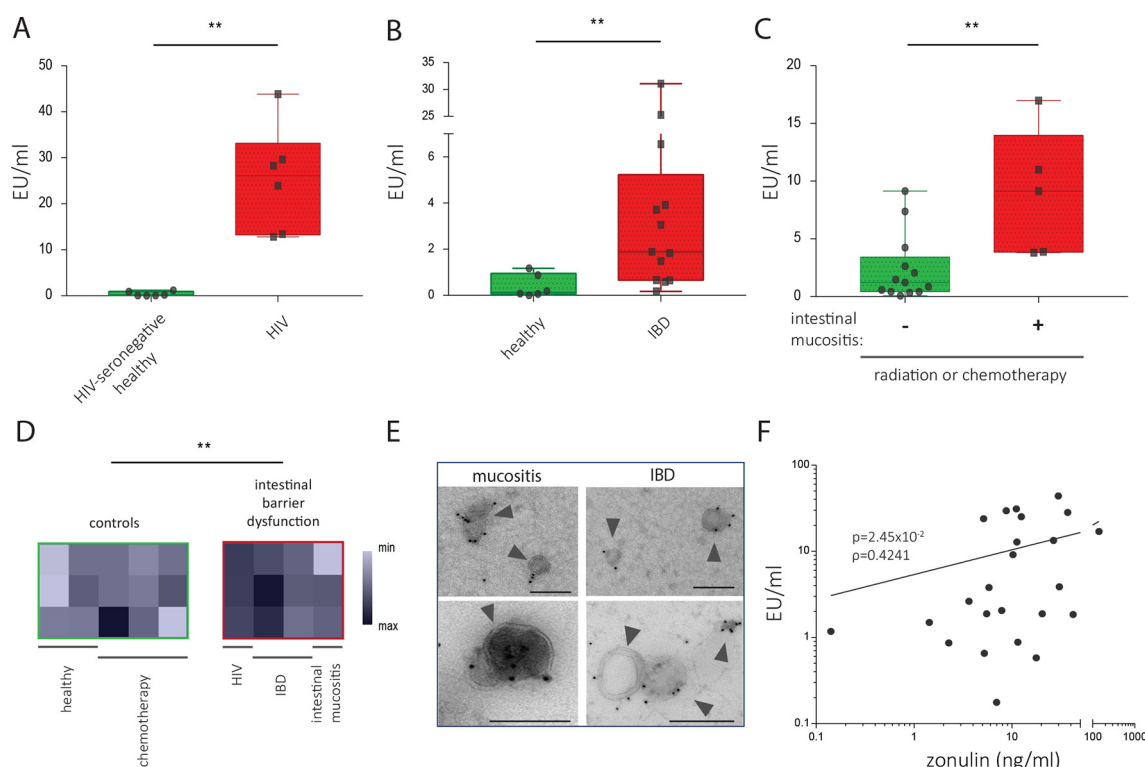 A
**
50
40
30
20
10
0
EU/ml
HIV-seronegative
healthy
HIV
B
**
35
30
25
6
4
2
0
EU/ml
healthy
IBD
C
**
20
15
10
5
0
EU/ml
intestinal
mucositis:
-
+
radiation or chemotherapy
D
**
controls
intestinal
barrier
dysfunction
min
max
healthy
chemotherapy
HIV
IBD
intestinal
mucositis
E
mucositis
IBD
F
100
10
1
0.1
EU/ml
p=2.45x10⁻²
ρ=0.4241
0.1
1
10
100
1000
zonulin (ng/ml)